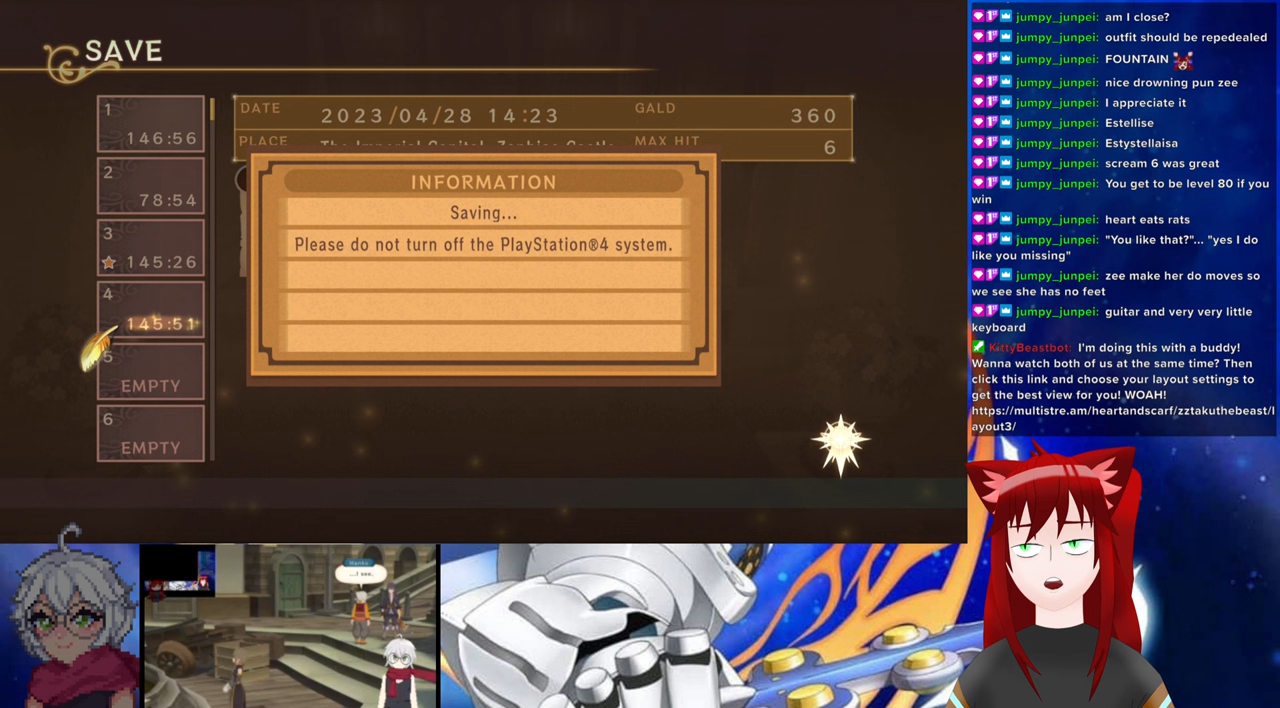 SAVE
1
146:56
2
78:54
3
145:26
4
145:51
5
EMPTY
6
EMPTY
DATE 2023/04/28 14:23 GALD 360
PLACE The Imperial Capital, Zaphias Castle MAX HIT 6
INFORMATION
Saving...
Please do not turn off the PlayStation®4 system.
jumpy_junpei: am I close?
jumpy_junpei: outfit should be repedealed
jumpy_junpei: FOUNTAIN
jumpy_junpei: nice drowning pun zee
jumpy_junpei: I appreciate it
jumpy_junpei: Estellise
jumpy_junpei: Estystellaisa
jumpy_junpei: scream 6 was great
jumpy_junpei: You get to be level 80 if you
win
jumpy_junpei: heart eats rats
jumpy_junpei: "You like that?"... "yes I do
like you missing"
jumpy_junpei: zee make her do moves so
we see she has no feet
jumpy_junpei: guitar and very very little
keyboard
KittyBeastbot: I'm doing this with a buddy!
Wanna watch both of us at the same time? Then
click this link and choose your layout settings to
get the best view for you! WOAH!
https://multistre.am/heartandscarf/zztakuthebeast/l
ayout3/
Hanks
...I see.